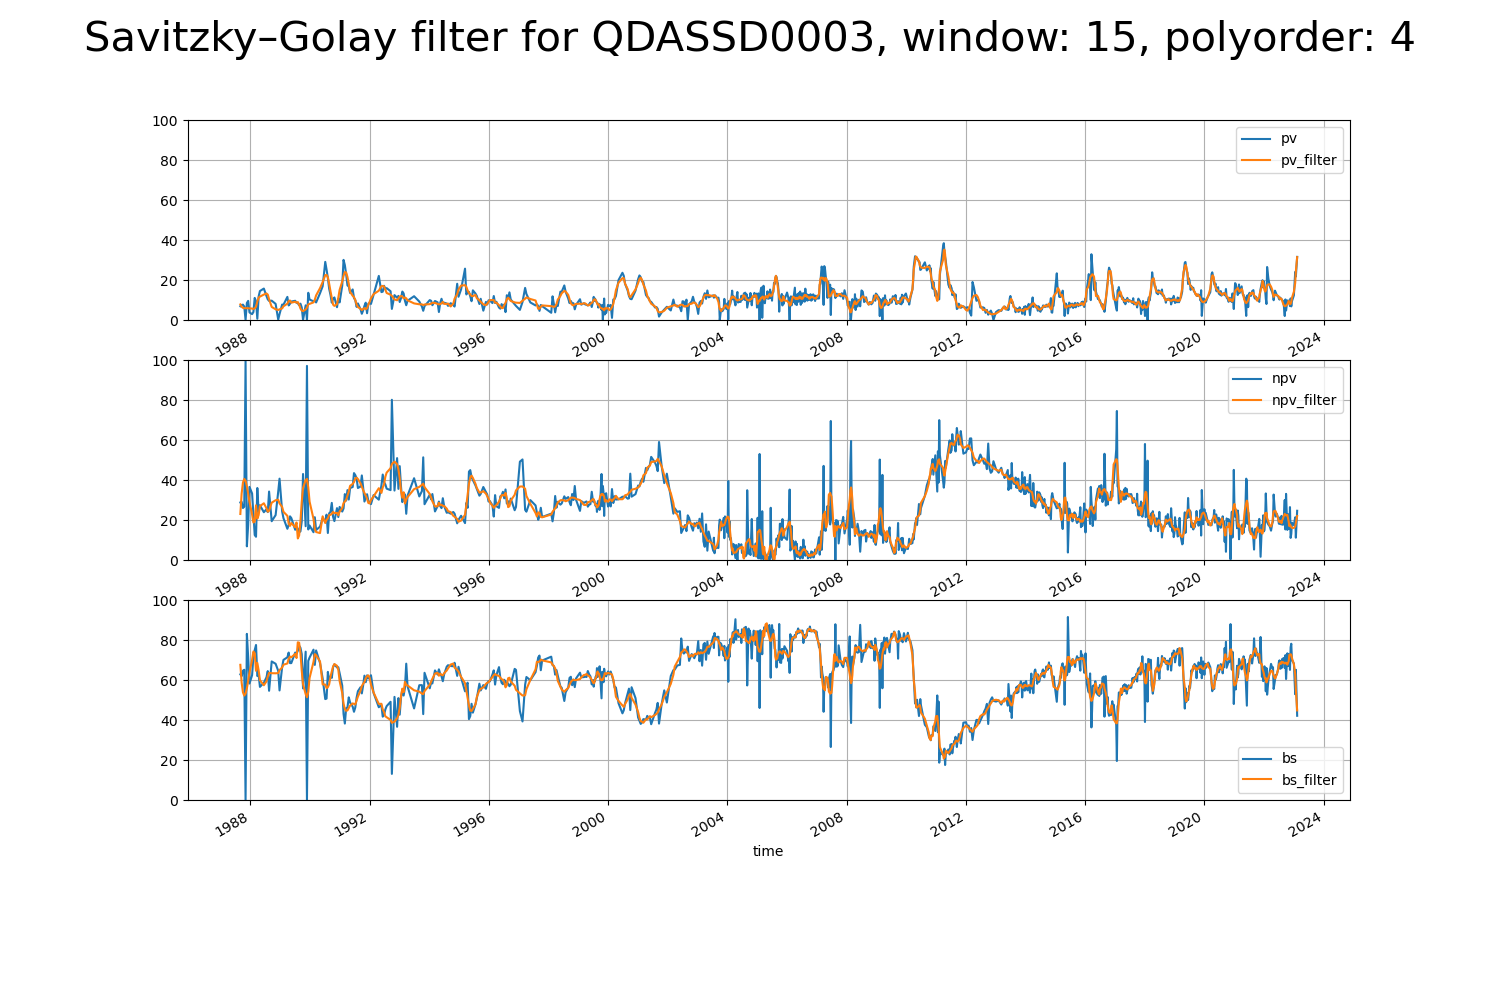 Savitzky–Golay filter for QDASSD0003, window: 15, polyorder: 4
100
80
60
40
20
0
pv
pv_filter
1988 1992 1996 2000 2004 2008 2012 2016 2020 2024
100
80
60
40
20
0
npv
npv_filter
1988 1992 1996 2000 2004 2008 2012 2016 2020 2024
100
80
60
40
20
0
bs
bs_filter
1988 1992 1996 2000 2004 2008 2012 2016 2020 2024
time